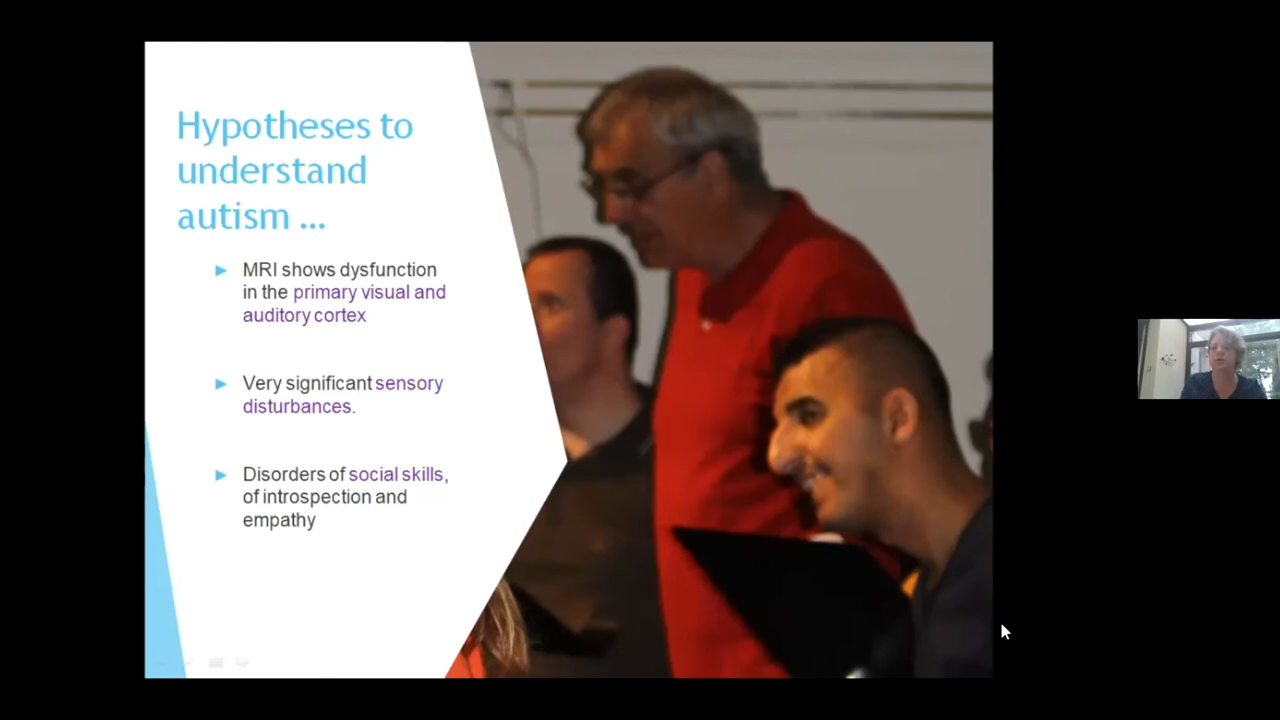 Hypotheses to
understand
autism ...
MRI shows dysfunction
in the primary visual and
auditory cortex
Very significant sensory
disturbances.
Disorders of social skills,
of introspection and
empathy